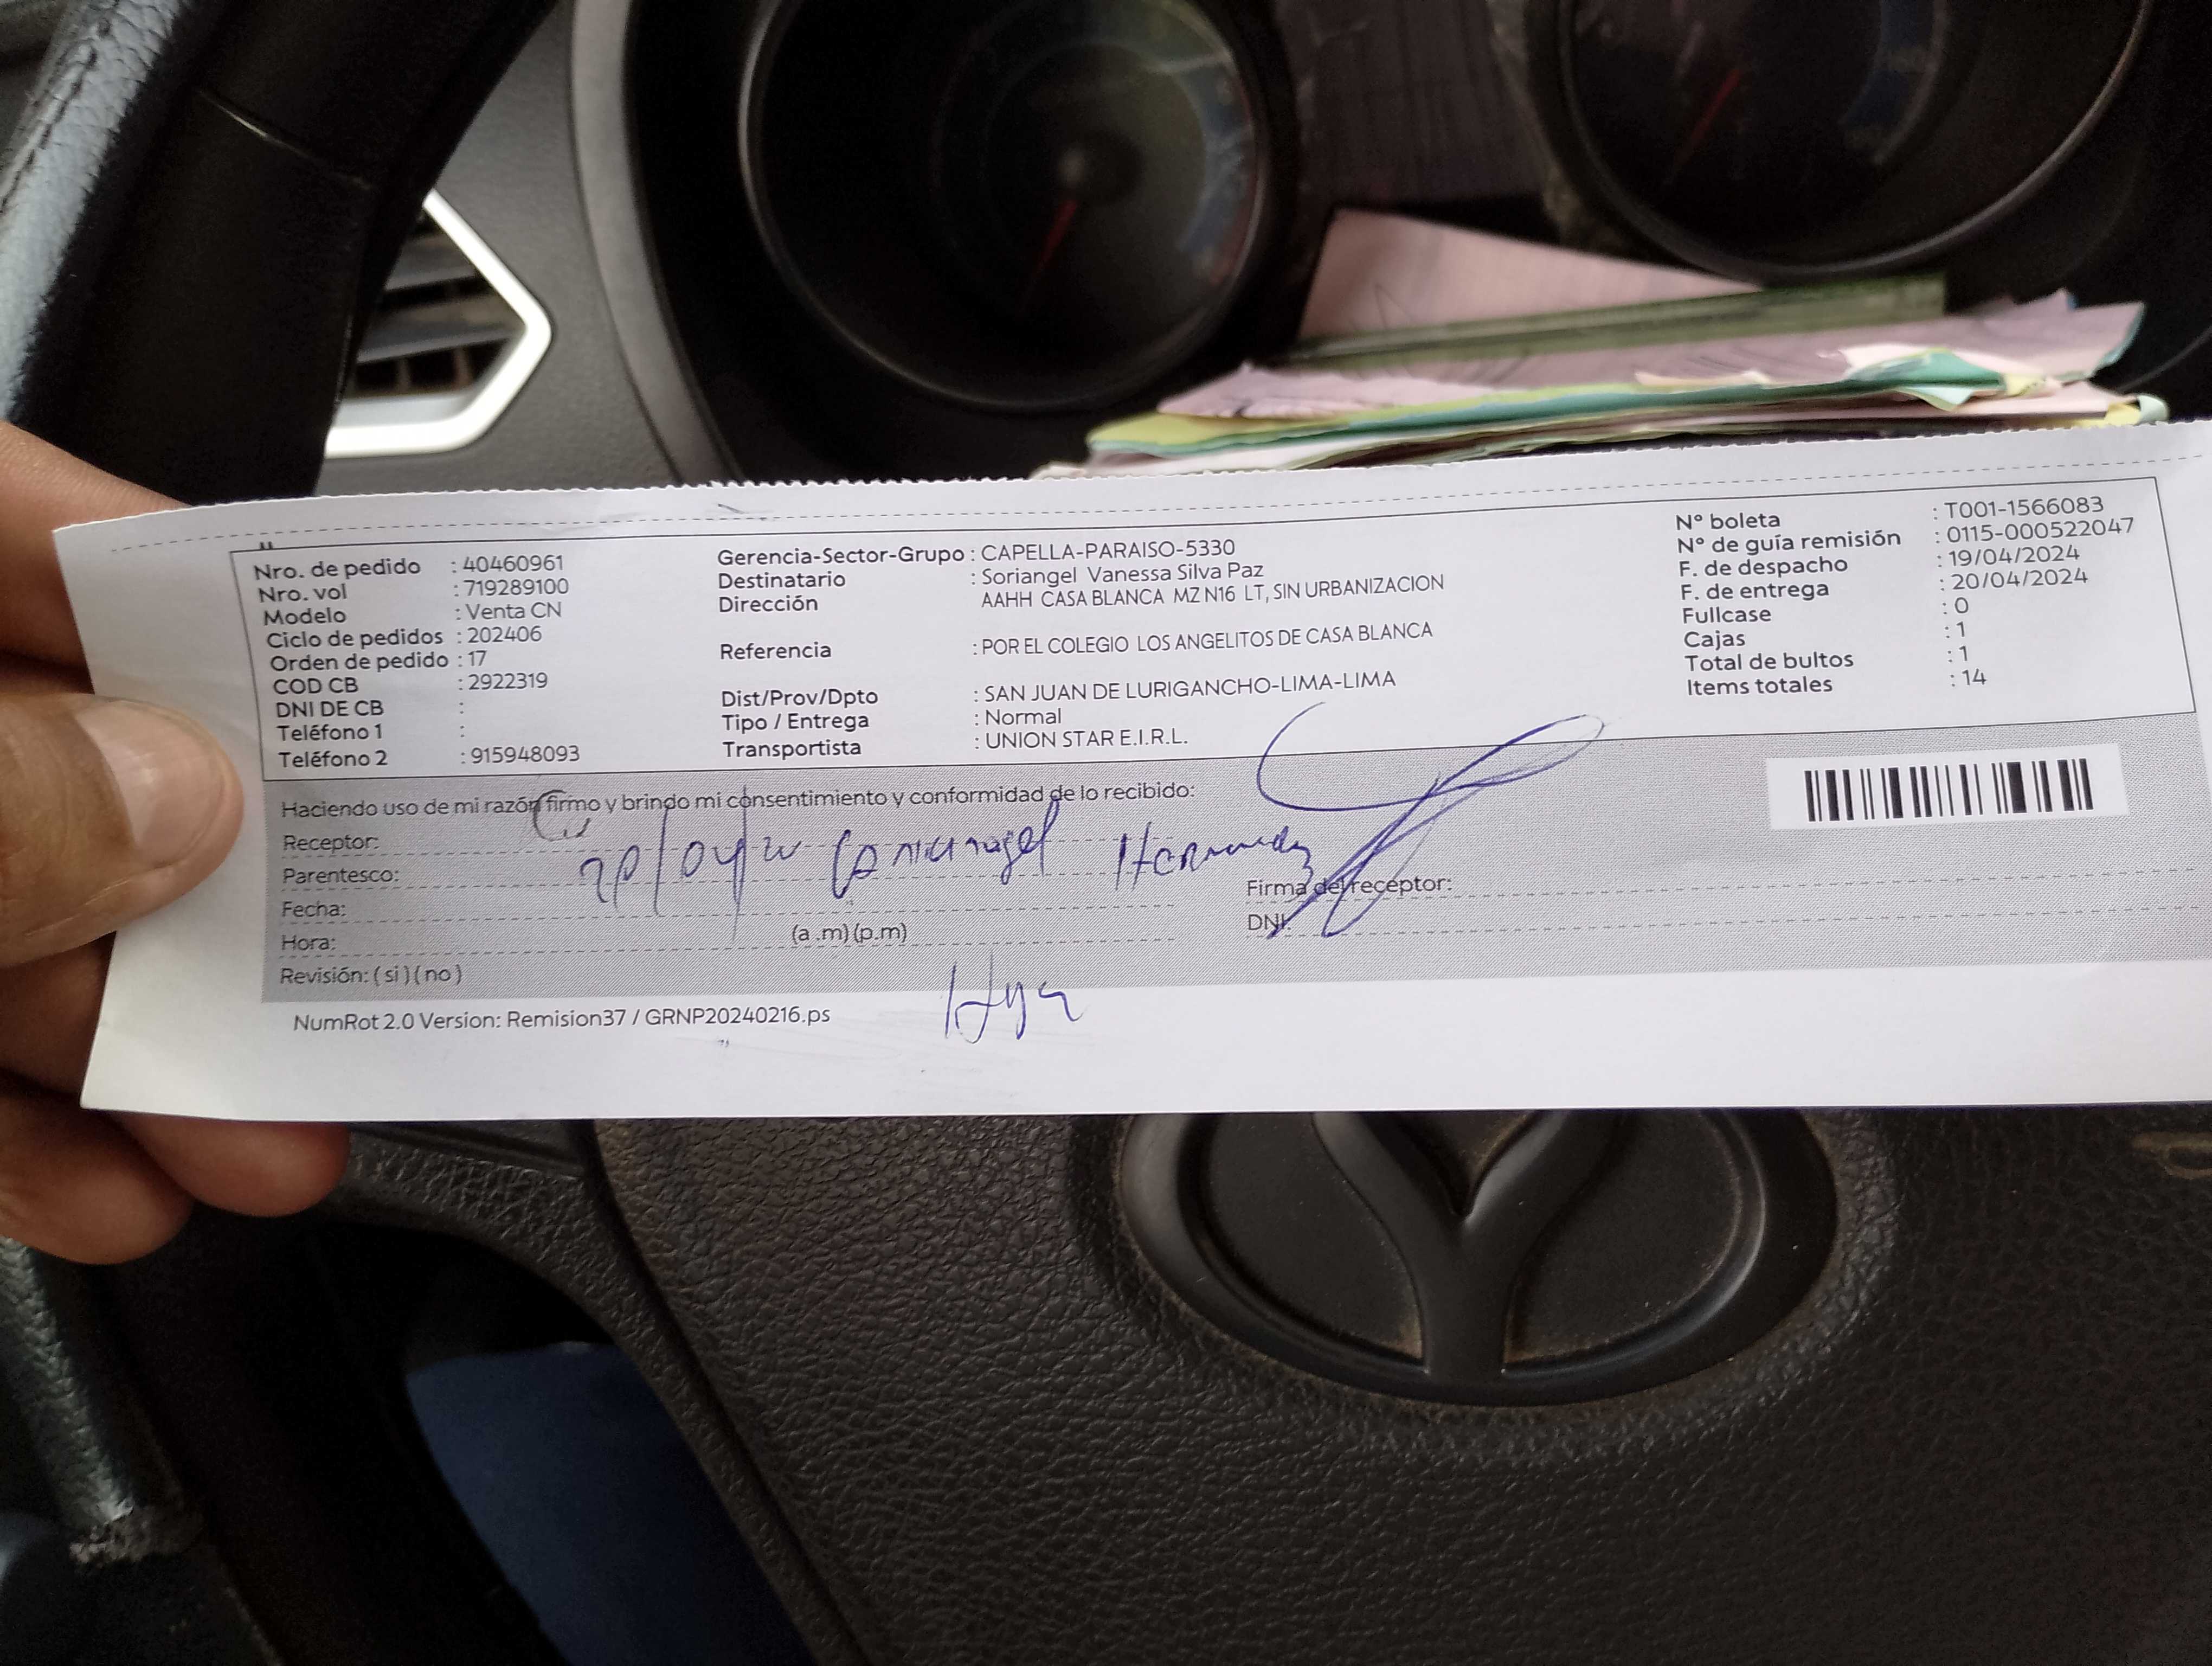 Nro. de pedido : 40460961
Nro. vol : 719289100
Modelo : Venta CN
Ciclo de pedidos : 202406
Orden de pedido : 17
COD CB : 2922319
DNI DE CB :
Teléfono 1 :
Teléfono 2 : 915948093
Gerencia-Sector-Grupo : CAPELLA-PARAISO-5330
Destinatario : Soriangel Vanessa Silva Paz
Dirección AAHH CASA BLANCA MZ N16 LT, SIN URBANIZACION
Referencia : POR EL COLEGIO LOS ANGELITOS DE CASA BLANCA
Dist/Prov/Dpto : SAN JUAN DE LURIGANCHO-LIMA-LIMA
Tipo / Entrega : Normal
Transportista : UNION STAR E.I.R.L.
N° boleta : T001-1566083
N° de guía remisión : 0115-000522047
F. de despacho : 19/04/2024
F. de entrega : 20/04/2024
Fullcase : 0
Cajas : 1
Total de bultos : 1
Items totales : 14
Haciendo uso de mi razón firmo y brindo mi consentimiento y conformidad de lo recibido:
Receptor:
Parentesco:
Fecha:
Hora: (a .m) (p.m)
Revisión: ( si ) ( no )
Hernandez
Firma del receptor:
DNI:
NumRot 2.0 Version: Remision37 / GRNP20240216.ps